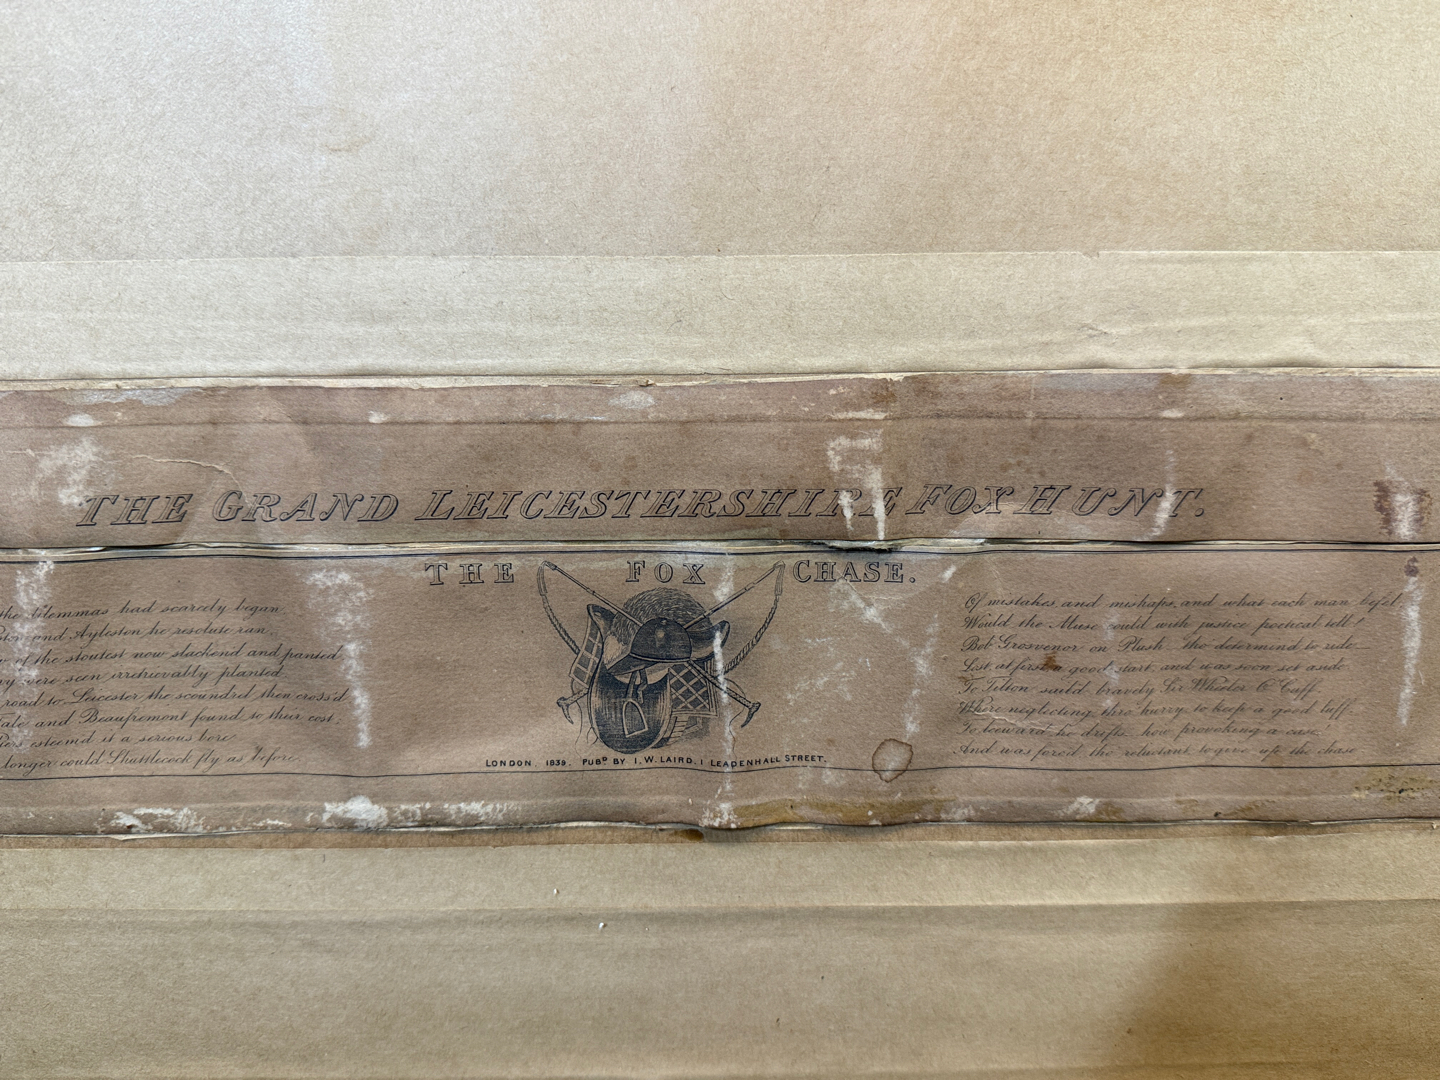 THE GRAND LEICESTERSHIRE FOX HUNT.
THE FOX CHASE.
the dilemmas had scarcely began,
and Ayleston he resolute ran,
of the stoutest now slackend and panted
were seen irretrievably planted
road to Leicester the scoundrel then cross'd
and Beaufremont found to their cost;
esteem'd it a serious bore
longer could Shuttlecock fly as before
LONDON. 1839. PUBD BY I. W. LAIRD. 1 LEADENHALL STREET.
Of mistakes and mishaps, and what each man befel
Would the Muse could with justice poetical tell!
Bob Grosvenor on Plush the determind to ride
Lost at first a good start, and was soon set aside
To Tilton saild bravely Sir Wheeler O'Cuff
Where neglecting thro' hurry to keep a good luff.
To leeward he drifts how provoking a case
And was forced tho' reluctant to give up the chase